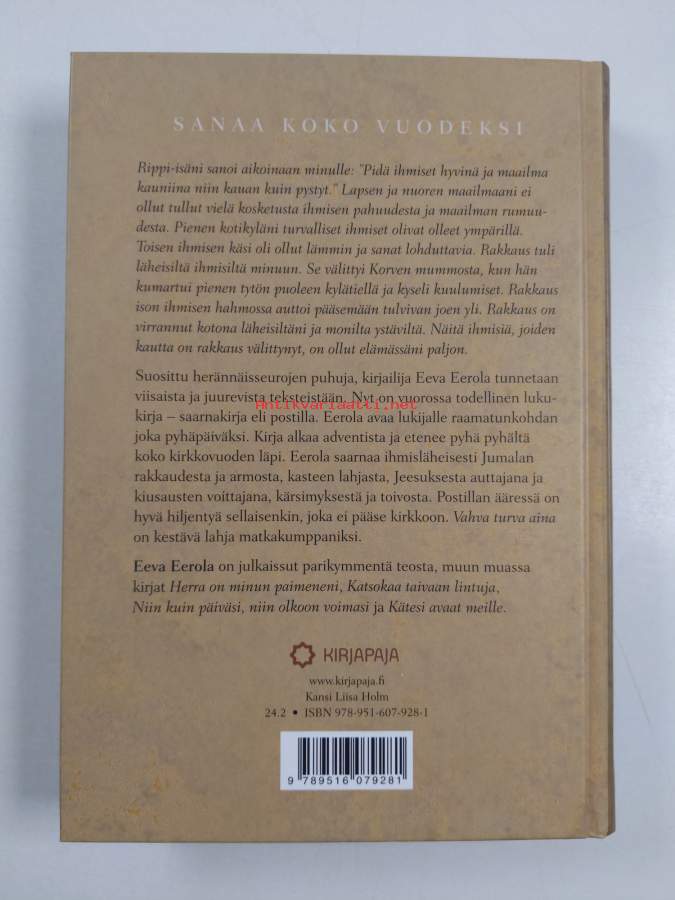 SANAA KOKO VUODEKSI
Rippi-isäni sanoi aikoinaan minulle: "Pidä ihmiset hyvinä ja maailma
kauniina niin kauan kuin pystyt." Lapsen ja nuoren maailmaani ei
ollut tullut vielä kosketusta ihmisen pahuudesta ja maailman rumuu-
desta. Pienen kotikyläni turvalliset ihmiset olivat olleet ympärillä.
Toisen ihmisen käsi oli ollut lämmin ja sanat lohduttavia. Rakkaus tuli
läheisiltä ihmisiltä minuun. Se välittyi Korven mummosta, kun hän
kumartui pienen tytön puoleen kylätiellä ja kyseli kuulumiset. Rakkaus
ison ihmisen hahmossa auttoi pääsemään tulvivan joen yli. Rakkaus on
virrannut kotona läheisiltäni ja monilta ystäviltä. Näitä ihmisiä, joiden
kautta on rakkaus välittynyt, on ollut elämässäni paljon.
Suosittu herännäisseurojen puhuja, kirjailija Eeva Eerola tunnetaan
viisaista ja juurevista teksteistään. Nyt on vuorossa todellinen luku-
Antikvariaatti.net
kirja – saarnakirja eli postilla. Eerola avaa lukijalle raamatunkohdan
joka pyhäpäiväksi. Kirja alkaa adventista ja etenee pyhä pyhältä
koko kirkkovuoden läpi. Eerola saarnaa ihmisläheisesti Jumalan
rakkaudesta ja armosta, kasteen lahjasta, Jeesuksesta auttajana ja
kiusausten voittajana, kärsimyksestä ja toivosta. Postillan ääressä on
hyvä hiljentyä sellaisenkin, joka ei pääse kirkkoon. Vahva turva aina
on kestävä lahja matkakumppaniksi.
Eeva Eerola on julkaissut parikymmentä teosta, muun muassa
kirjat Herra on minun paimeneni, Katsokaa taivaan lintuja,
Niin kuin päiväsi, niin olkoon voimasi ja Kätesi avaat meille.
KIRJAPAJA
www.kirjapaja.fi
Kansi Liisa Holm
24.2 • ISBN 978-951-607-928-1
9 789516 079281